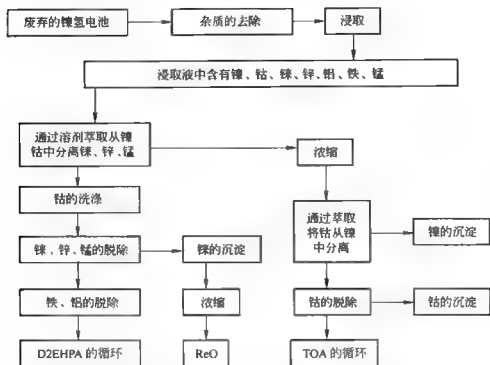 废弃的镍氢电池
杂质的去除
浸取
浸取液中含有镍、钴、铼、锌、铝、铁、锰
通过溶剂萃取从镍
钴中分离铼、锌、锰
浓缩
钴的洗涤
通过萃取
将钴从镍
中分离
镍的沉淀
铼、锌、锰的脱除
铼的沉淀
铁、铝的脱除
浓缩
钴的脱除
钴的沉淀
D2EHPA 的循环
ReO
TOA 的循环